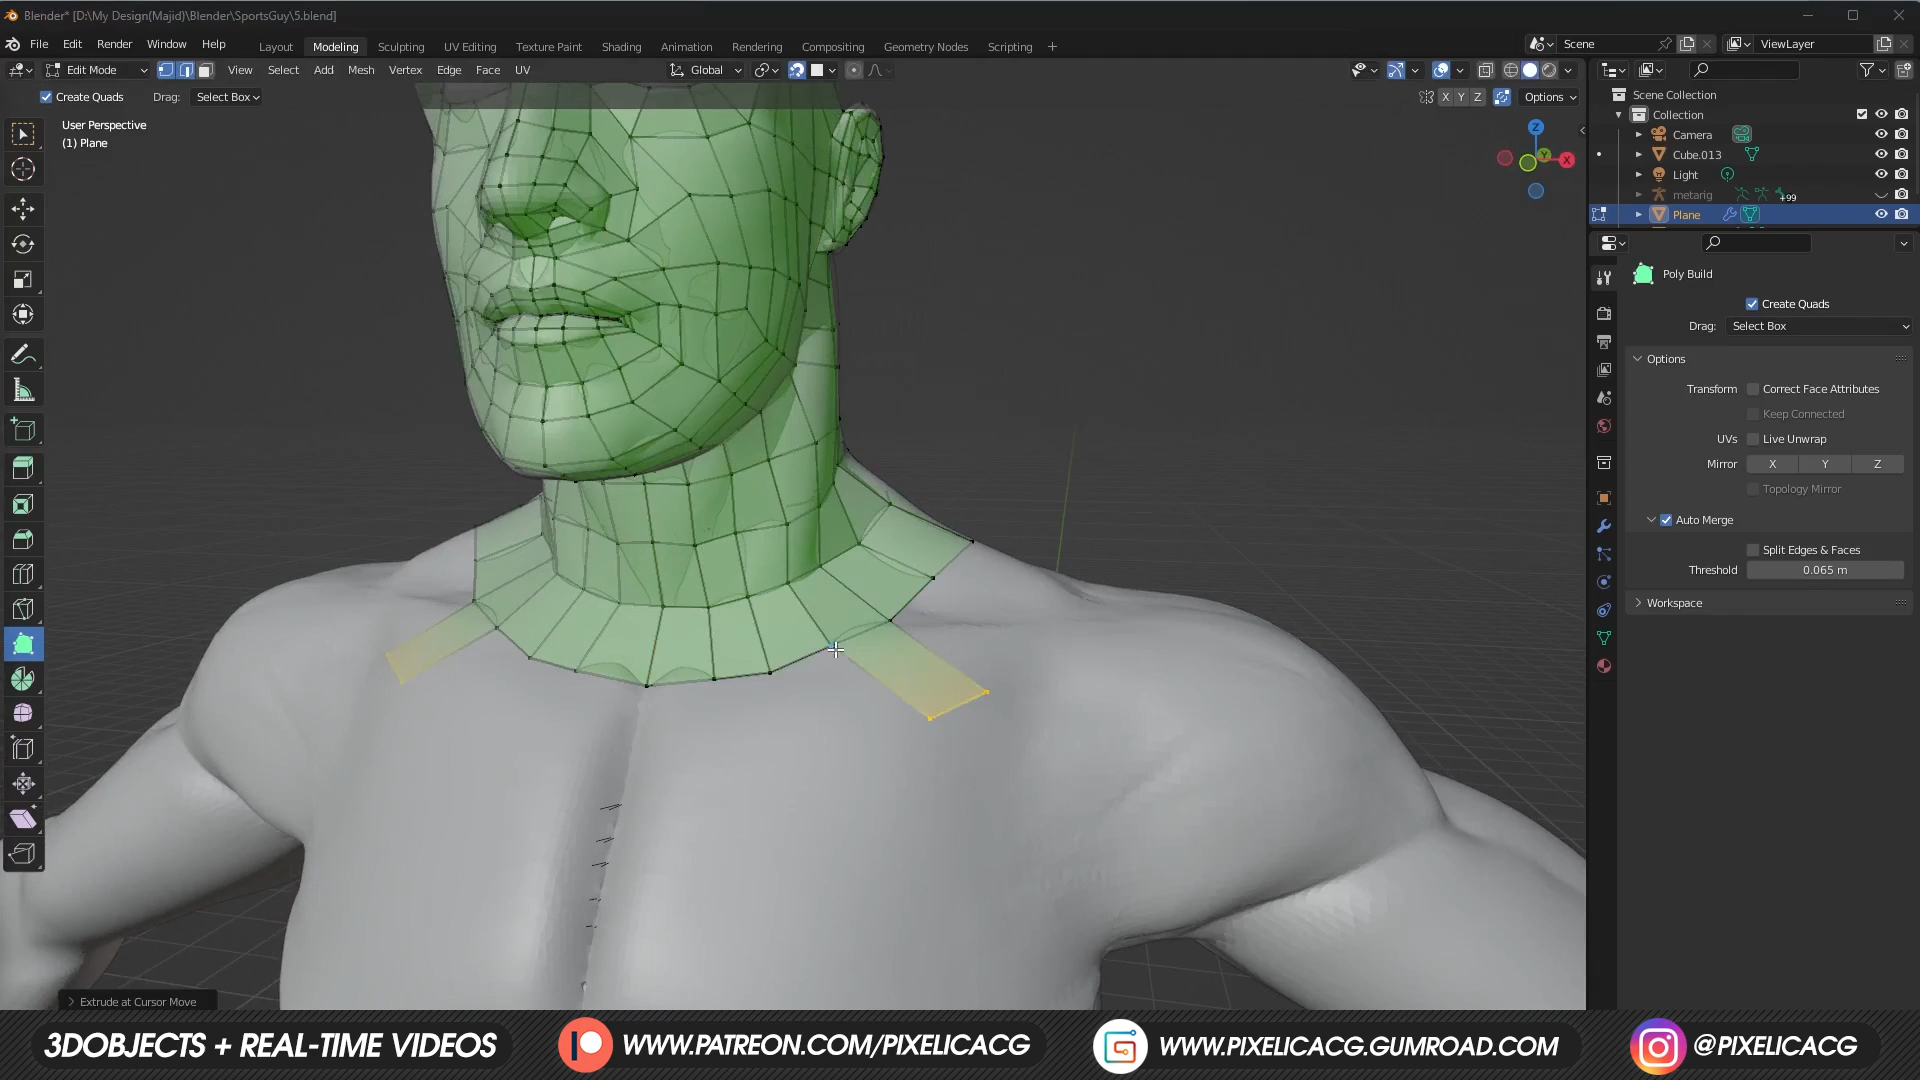 Blender* [D:\My Design(Majid)\Blender\SportsGuy\5.blend]
File Edit Render Window Help Layout Modeling Sculpting UV Editing Texture Paint Shading Animation Rendering Compositing Geometry Nodes Scripting + Scene ViewLayer
Edit Mode View Select Add Mesh Vertex Edge Face UV Global
Create Quads Drag: Select Box X Y Z Options
User Perspective
(1) Plane
Z
Y
X
Scene Collection
Collection
Camera
Cube.013
Light
metarig +99
Plane
Poly Build
Create Quads
Drag: Select Box
Options
Transform Correct Face Attributes
Keep Connected
UVs Live Unwrap
Mirror X Y Z
Topology Mirror
Auto Merge
Split Edges & Faces
Threshold 0.065 m
Workspace
Extrude at Cursor Move
3DOBJECTS + REAL-TIME VIDEOS WWW.PATREON.COM/PIXELICACG WWW.PIXELICACG.GUMROAD.COM @PIXELICACG